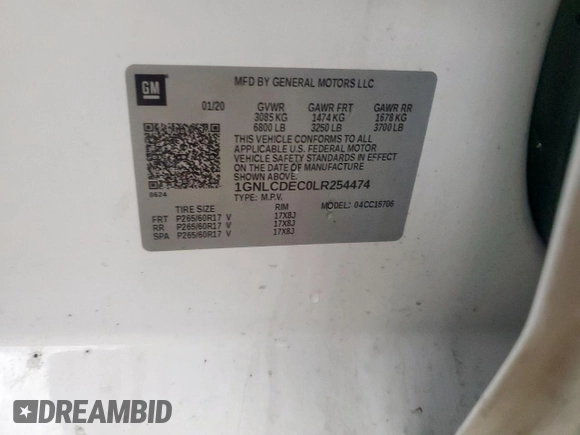 GM
MFD BY GENERAL MOTORS LLC
01/20 GVWR GAWR FRT GAWR RR
3085 KG 1474 KG 1678 KG
6800 LB 3250 LB 3700 LB
THIS VEHICLE CONFORMS TO ALL
APPLICABLE U.S. FEDERAL MOTOR
VEHICLE SAFETY STANDARDS IN EFFECT
ON THE DATE OF MANUFACTURE
SHOWN ABOVE.
1GNLCDEC0LR254474
0624 TYPE: M.P.V. MODEL: 04CC15706
TIRE SIZE RIM
FRT P265/60R17 V 17X8J
RR P265/60R17 V 17X8J
SPA P265/60R17 V 17X8J
DREAMBID